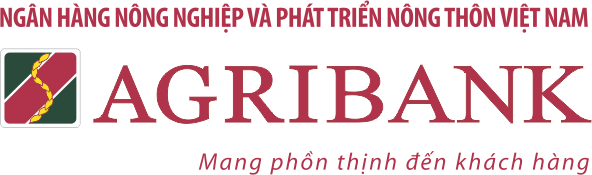 NGÂN HÀNG NÔNG NGHIỆP VÀ PHÁT TRIỂN NÔNG THÔN VIỆT NAM
AGRIBANK
Mang phồn thịnh đến khách hàng